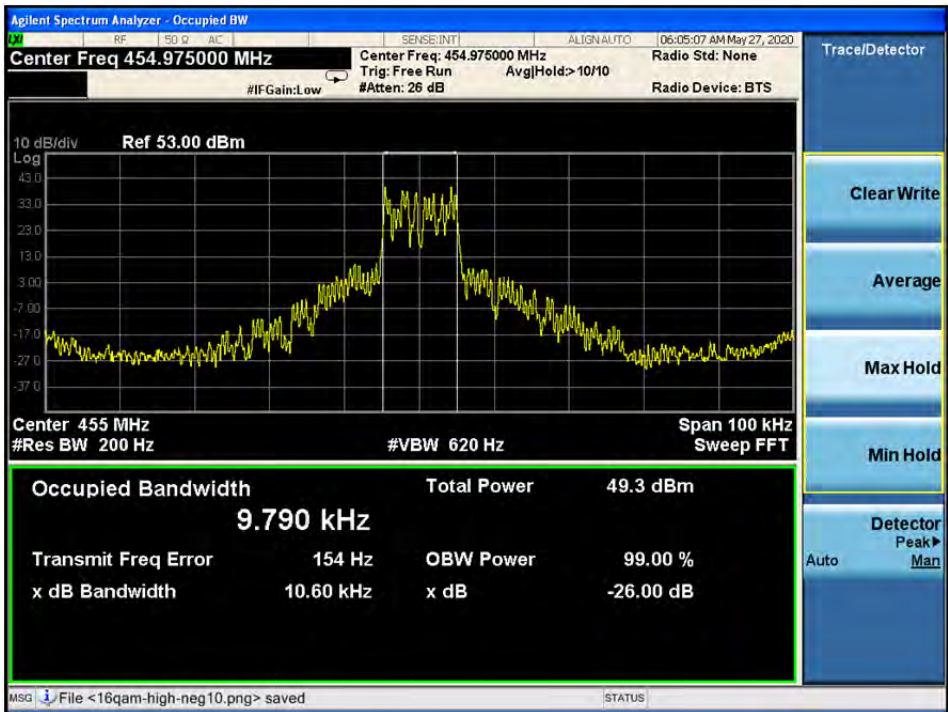 Agilent Spectrum Analyzer - Occupied BW
LXI RF 50 Ω AC SENSE:INT ALIGN AUTO 06:05:07 AM May 27, 2020
Center Freq 454.975000 MHz
Center Freq: 454.975000 MHz Radio Std: None
Trig: Free Run Avg|Hold:>10/10
#IFGain:Low #Atten: 26 dB Radio Device: BTS
10 dB/div Ref 53.00 dBm
Log
43.0
33.0
23.0
13.0
3.00
-7.00
-17.0
-27.0
-37.0
Center 455 MHz Span 100 kHz
#Res BW 200 Hz #VBW 620 Hz Sweep FFT
Occupied Bandwidth Total Power 49.3 dBm
9.790 kHz
Transmit Freq Error 154 Hz OBW Power 99.00 %
x dB Bandwidth 10.60 kHz x dB -26.00 dB
Trace/Detector
Clear Write
Average
Max Hold
Min Hold
Detector
Peak▶
Auto Man
MSG File <16qam-high-neg10.png> saved STATUS